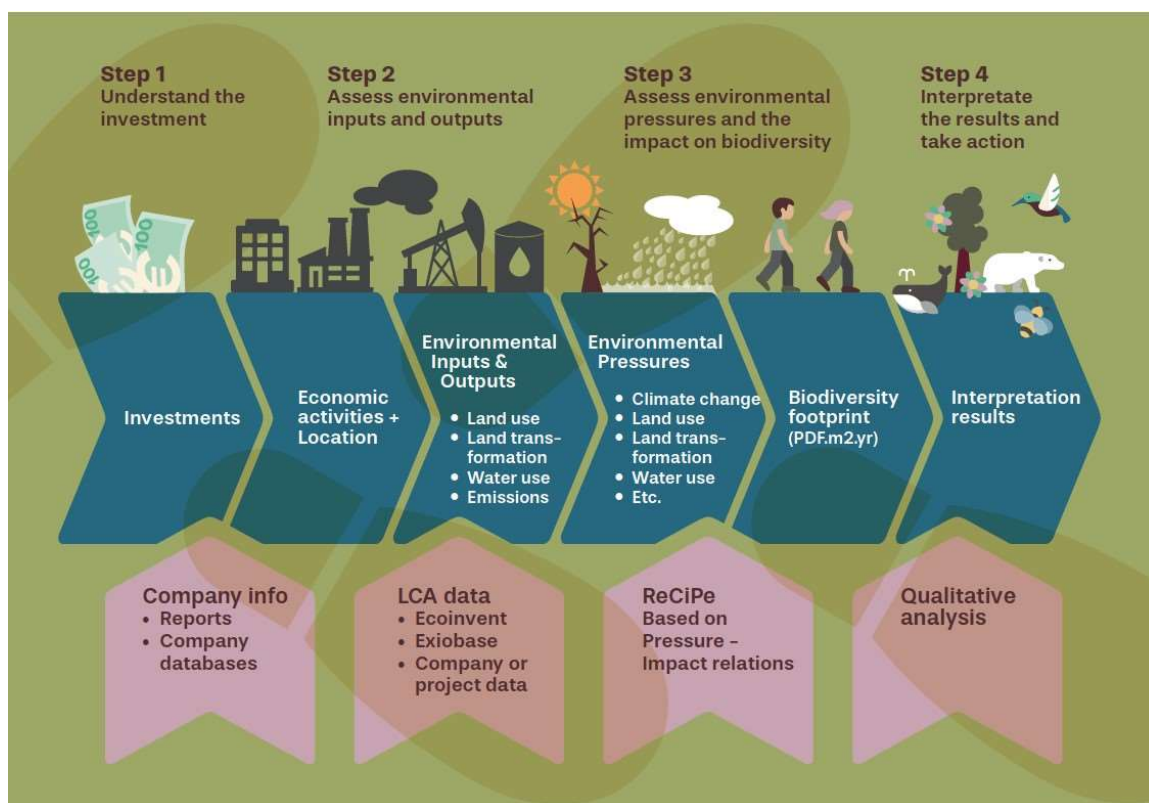 Step 1
Understand the
investment
Step 2
Assess environmental
inputs and outputs
Step 3
Assess environmental
pressures and the
impact on biodiversity
Step 4
Interpretate
the results and
take action
100
100
100
Investments
Economic
activities +
Location
Environmental
Inputs &
Outputs
• Land use
• Land trans-
formation
• Water use
• Emissions
Environmental
Pressures
• Climate change
• Land use
• Land trans-
formation
• Water use
• Etc.
Biodiversity
footprint
(PDF.m2.yr)
Interpretation
results
Company info
• Reports
• Company
databases
LCA data
• Ecoinvent
• Exiobase
• Company or
project data
ReCiPe
Based on
Pressure –
Impact relations
Qualitative
analysis